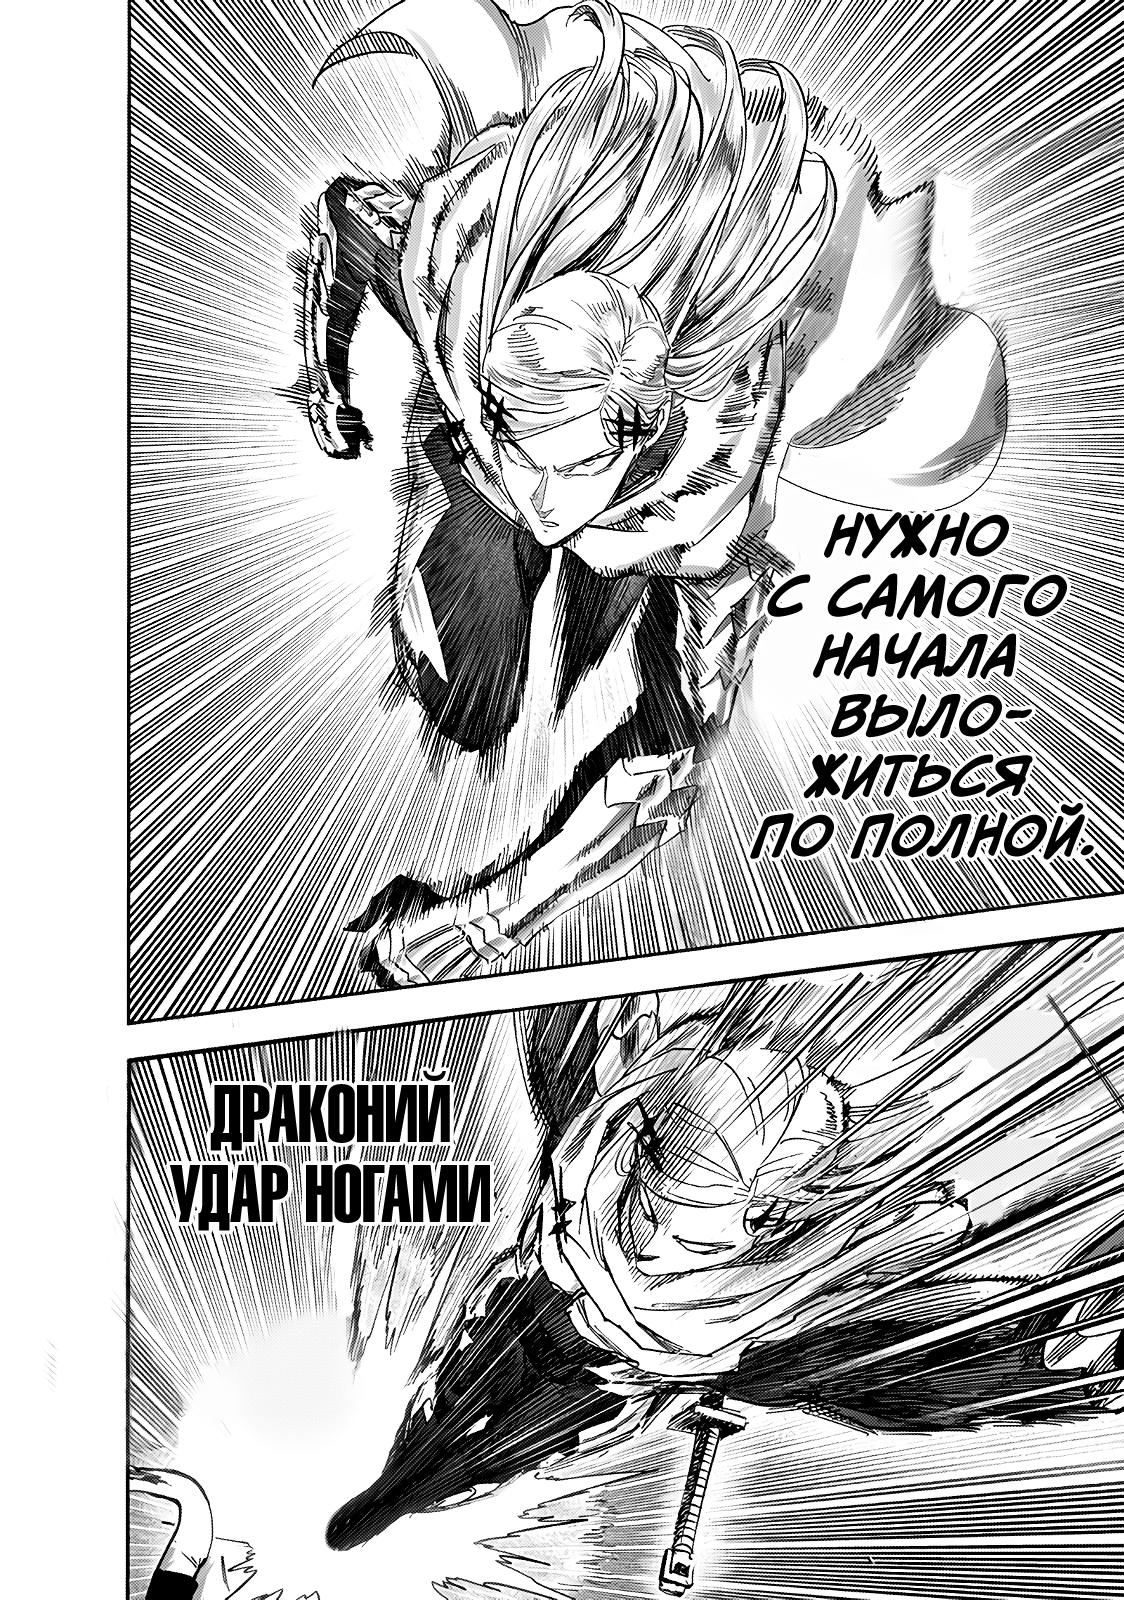 НУЖНО
С САМОГО
НАЧАЛА
ВЫЛО-
ЖИТЬСЯ
ПО ПОЛНОЙ.
ДРАКОНИЙ
УДАР НОГАМИ